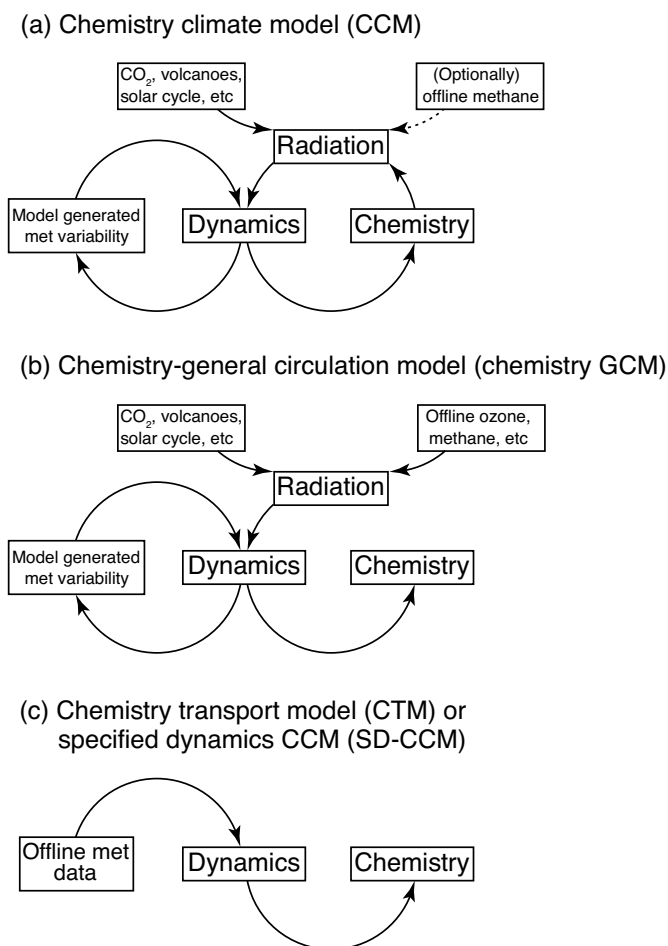 (a) Chemistry climate model (CCM)
CO₂, volcanoes,
solar cycle, etc
(Optionally)
offline methane
Radiation
Model generated
met variability
Dynamics
Chemistry
(b) Chemistry-general circulation model (chemistry GCM)
CO₂, volcanoes,
solar cycle, etc
Offline ozone,
methane, etc
Radiation
Model generated
met variability
Dynamics
Chemistry
(c) Chemistry transport model (CTM) or
specified dynamics CCM (SD-CCM)
Offline met
data
Dynamics
Chemistry